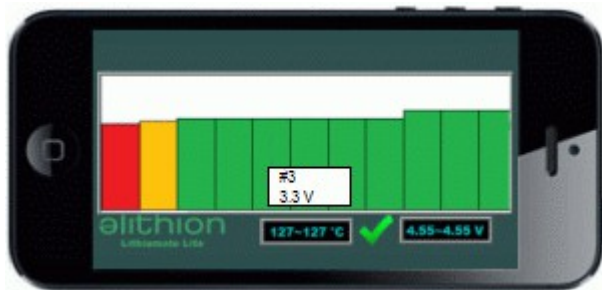 #3
3.3 V
elithion
Lithiumate Lite
127~127 °C
4.55~4.55 V